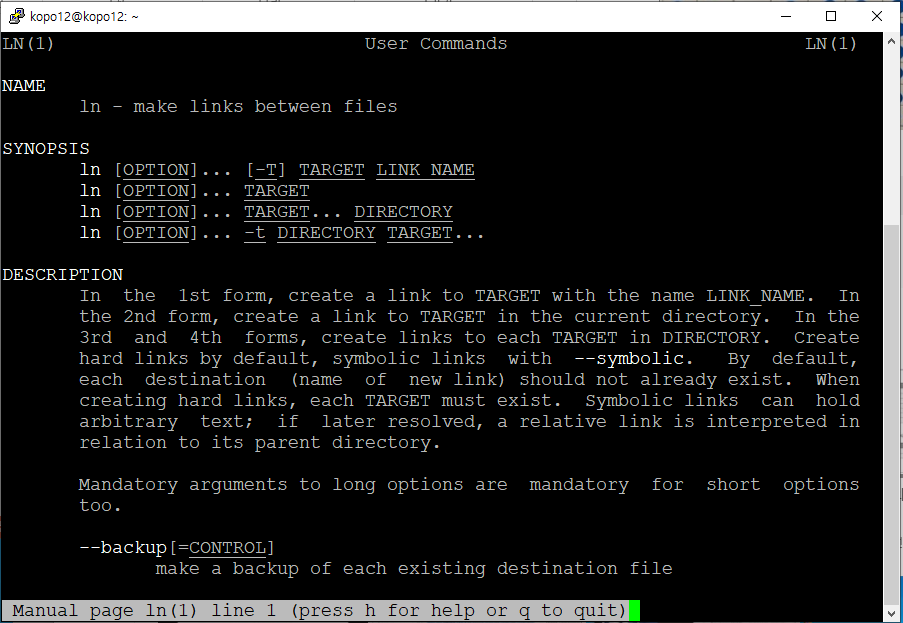 kopo12@kopo12: ~
LN(1) User Commands LN(1)
NAME
ln - make links between files
SYNOPSIS
ln [OPTION]... [-T] TARGET LINK_NAME
ln [OPTION]... TARGET
ln [OPTION]... TARGET... DIRECTORY
ln [OPTION]... -t DIRECTORY TARGET...
DESCRIPTION
In the 1st form, create a link to TARGET with the name LINK_NAME. In
the 2nd form, create a link to TARGET in the current directory. In the
3rd and 4th forms, create links to each TARGET in DIRECTORY. Create
hard links by default, symbolic links with --symbolic. By default,
each destination (name of new link) should not already exist. When
creating hard links, each TARGET must exist. Symbolic links can hold
arbitrary text; if later resolved, a relative link is interpreted in
relation to its parent directory.
Mandatory arguments to long options are mandatory for short options
too.
--backup[=CONTROL]
make a backup of each existing destination file
Manual page ln(1) line 1 (press h for help or q to quit)